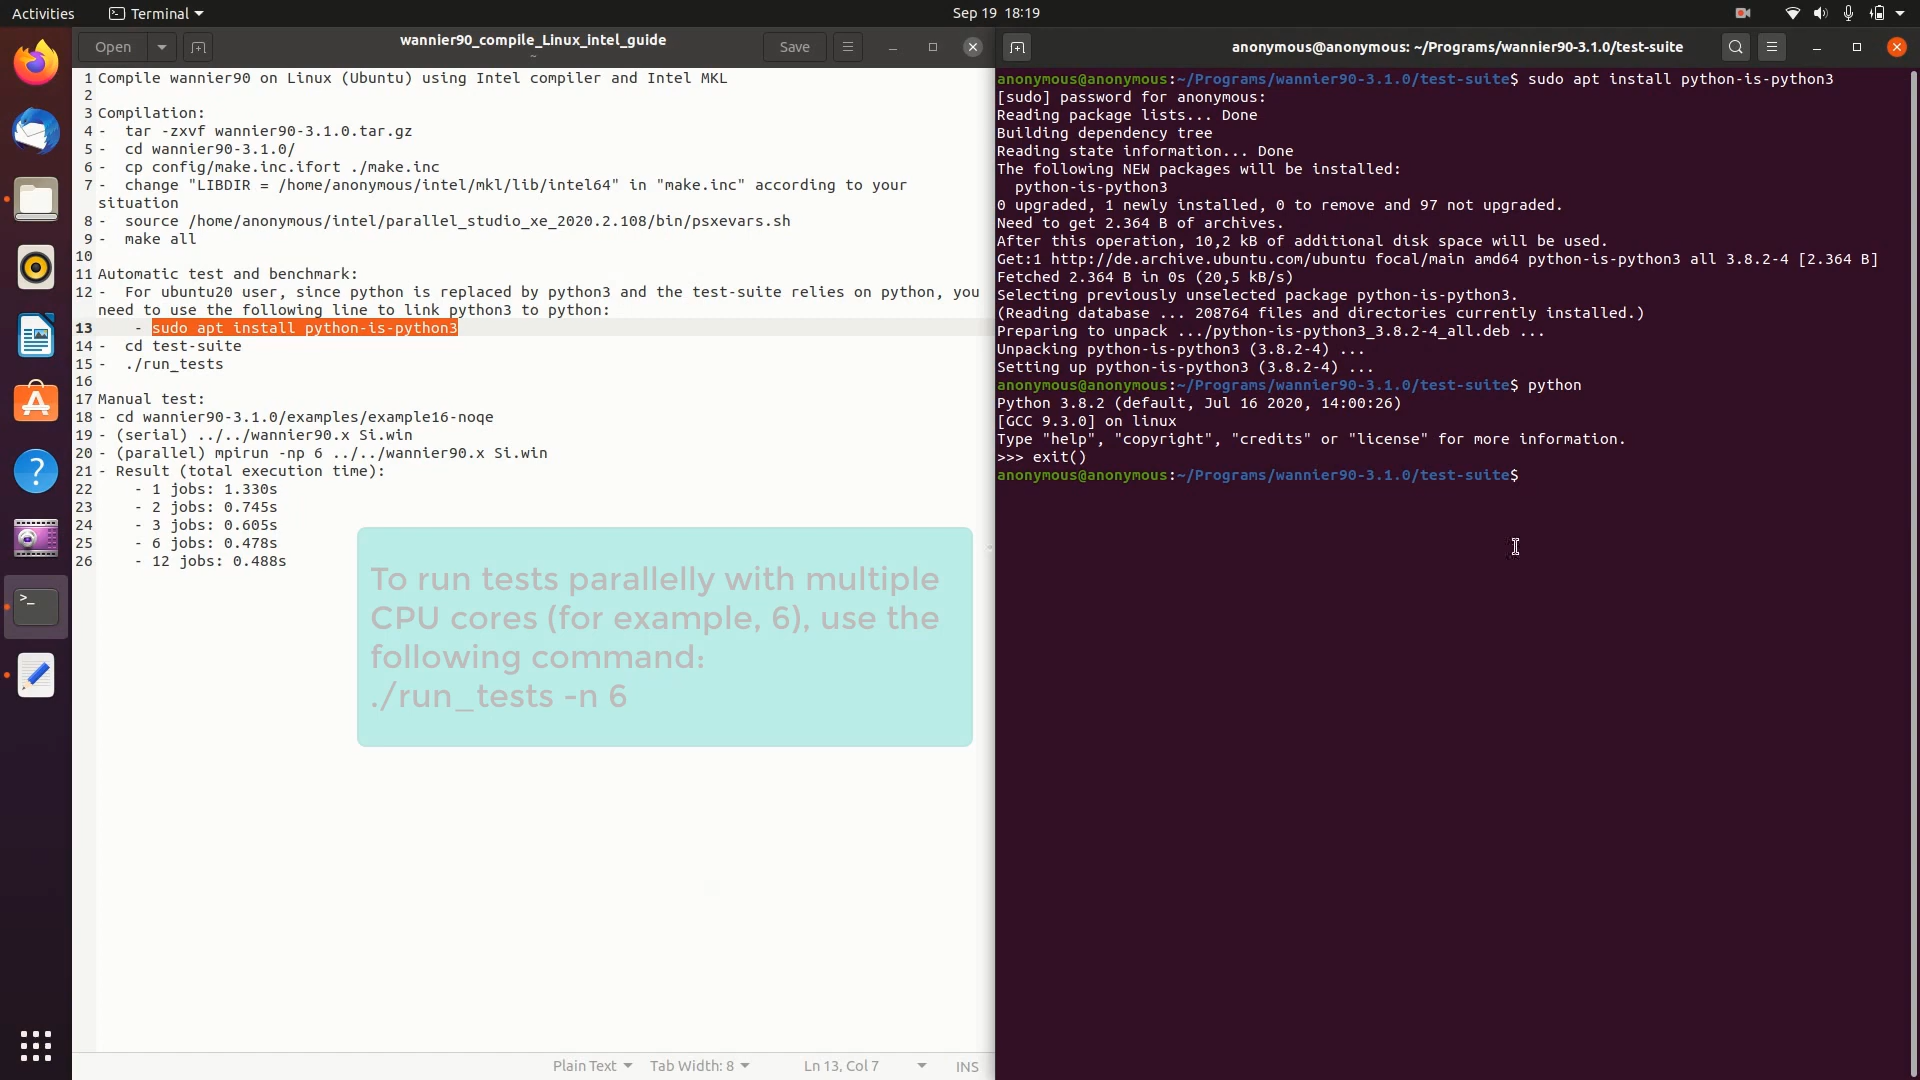 Activities
Terminal
Sep 19 18:19
Open
wannier90_compile_Linux_intel_guide
~
Save
1 Compile wannier90 on Linux (Ubuntu) using Intel compiler and Intel MKL
2
3 Compilation:
4 - tar -zxvf wannier90-3.1.0.tar.gz
5 - cd wannier90-3.1.0/
6 - cp config/make.inc.ifort ./make.inc
7 - change "LIBDIR = /home/anonymous/intel/mkl/lib/intel64" in "make.inc" according to your
situation
8 - source /home/anonymous/intel/parallel_studio_xe_2020.2.108/bin/psxevars.sh
9 - make all
10
11 Automatic test and benchmark:
12 - For ubuntu20 user, since python is replaced by python3 and the test-suite relies on python, you
need to use the following line to link python3 to python:
13 - sudo apt install python-is-python3
14 - cd test-suite
15 - ./run_tests
16
17 Manual test:
18 - cd wannier90-3.1.0/examples/example16-noqe
19 - (serial) ../../wannier90.x Si.win
20 - (parallel) mpirun -np 6 ../../wannier90.x Si.win
21 - Result (total execution time):
22 - 1 jobs: 1.330s
23 - 2 jobs: 0.745s
24 - 3 jobs: 0.605s
25 - 6 jobs: 0.478s
26 - 12 jobs: 0.488s
To run tests parallelly with multiple
CPU cores (for example, 6), use the
following command:
./run_tests -n 6
Plain Text
Tab Width: 8
Ln 13, Col 7
INS
anonymous@anonymous: ~/Programs/wannier90-3.1.0/test-suite
anonymous@anonymous:~/Programs/wannier90-3.1.0/test-suite$ sudo apt install python-is-python3
[sudo] password for anonymous:
Reading package lists... Done
Building dependency tree
Reading state information... Done
The following NEW packages will be installed:
python-is-python3
0 upgraded, 1 newly installed, 0 to remove and 97 not upgraded.
Need to get 2.364 B of archives.
After this operation, 10,2 kB of additional disk space will be used.
Get:1 http://de.archive.ubuntu.com/ubuntu focal/main amd64 python-is-python3 all 3.8.2-4 [2.364 B]
Fetched 2.364 B in 0s (20,5 kB/s)
Selecting previously unselected package python-is-python3.
(Reading database ... 208764 files and directories currently installed.)
Preparing to unpack .../python-is-python3_3.8.2-4_all.deb ...
Unpacking python-is-python3 (3.8.2-4) ...
Setting up python-is-python3 (3.8.2-4) ...
anonymous@anonymous:~/Programs/wannier90-3.1.0/test-suite$ python
Python 3.8.2 (default, Jul 16 2020, 14:00:26)
[GCC 9.3.0] on linux
Type "help", "copyright", "credits" or "license" for more information.
>>> exit()
anonymous@anonymous:~/Programs/wannier90-3.1.0/test-suite$